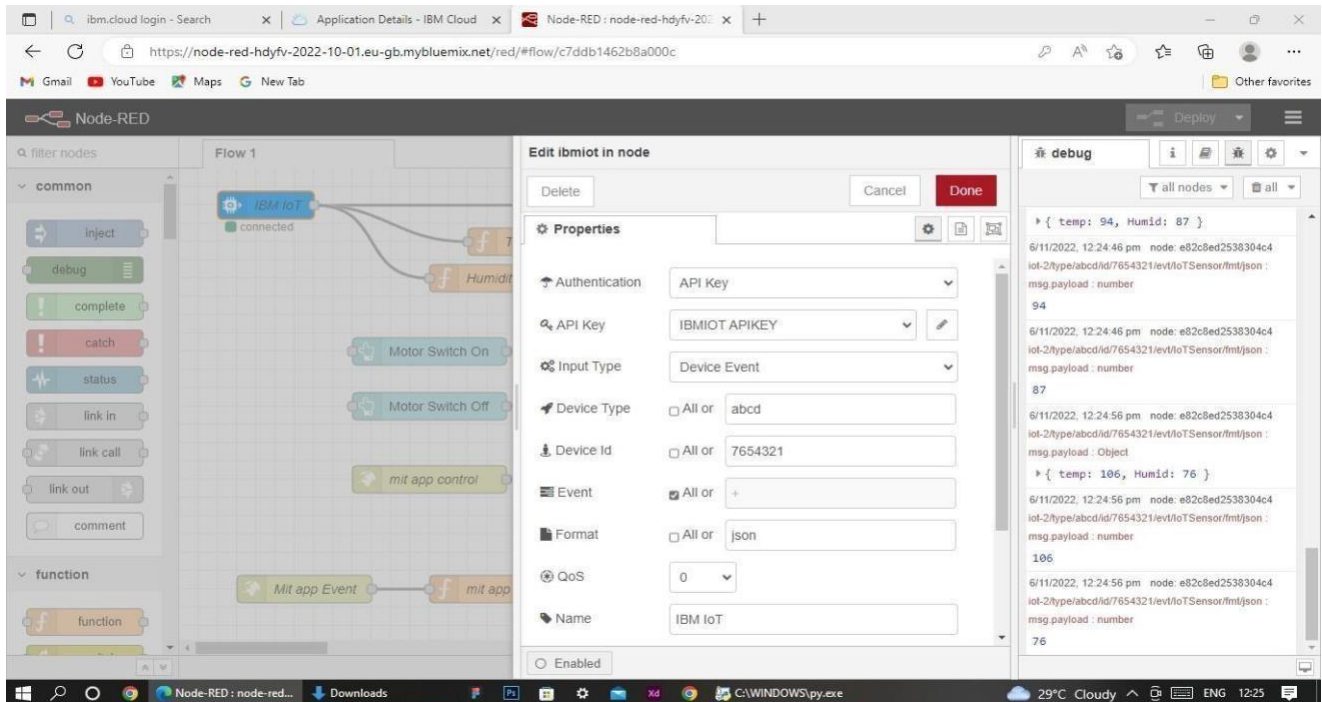 ibm.cloud login - Search
Application Details - IBM Cloud
Node-RED : node-red-hdyfv-202
https://node-red-hdyfv-2022-10-01.eu-gb.mybluemix.net/red/#flow/c7ddb1462b8a000c
Gmail YouTube Maps New Tab Other favorites
Node-RED Deploy
filter nodes
common
inject
debug
complete
catch
status
link in
link call
link out
comment
function
function
Flow 1
IBM IoT
connected
T
Humidit
Motor Switch On
Motor Switch Off
mit app control
Mit app Event mit app
Edit ibmiot in node
Delete Cancel Done
Properties
Authentication API Key
API Key IBMIOT APIKEY
Input Type Device Event
Device Type All or abcd
Device Id All or 7654321
Event All or +
Format All or json
QoS 0
Name IBM IoT
Enabled
debug i
all nodes all
{ temp: 94, Humid: 87 }
6/11/2022, 12:24:46 pm node: e82c8ed2538304c4
iot-2/type/abcd/id/7654321/evt/IoTSensor/fmt/json :
msg.payload : number
94
6/11/2022, 12:24:46 pm node: e82c8ed2538304c4
iot-2/type/abcd/id/7654321/evt/IoTSensor/fmt/json :
msg.payload : number
87
6/11/2022, 12:24:56 pm node: e82c8ed2538304c4
iot-2/type/abcd/id/7654321/evt/IoTSensor/fmt/json :
msg.payload : Object
{ temp: 106, Humid: 76 }
6/11/2022, 12:24:56 pm node: e82c8ed2538304c4
iot-2/type/abcd/id/7654321/evt/IoTSensor/fmt/json :
msg.payload : number
106
6/11/2022, 12:24:56 pm node: e82c8ed2538304c4
iot-2/type/abcd/id/7654321/evt/IoTSensor/fmt/json :
msg.payload : number
76
Node-RED : node-red... Downloads Ps Xd C:\WINDOWS\py.exe 29°C Cloudy ENG 12:25